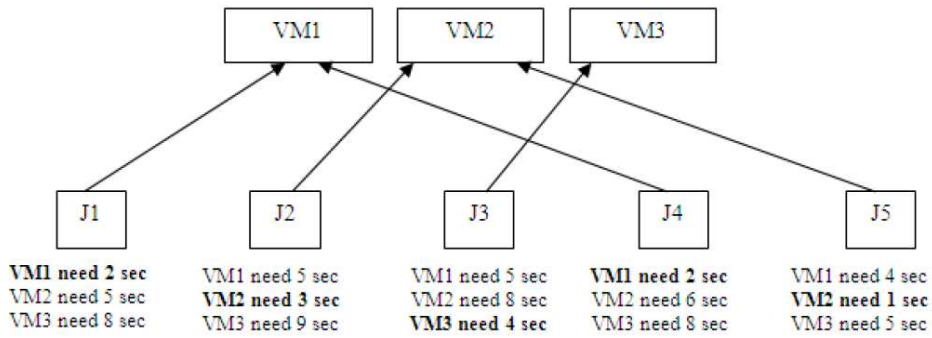 VM1
VM2
VM3
J1
J2
J3
J4
J5
VM1 need 2 sec
VM2 need 5 sec
VM3 need 8 sec
VM1 need 5 sec
VM2 need 3 sec
VM3 need 9 sec
VM1 need 5 sec
VM2 need 8 sec
VM3 need 4 sec
VM1 need 2 sec
VM2 need 6 sec
VM3 need 8 sec
VM1 need 4 sec
VM2 need 1 sec
VM3 need 5 sec